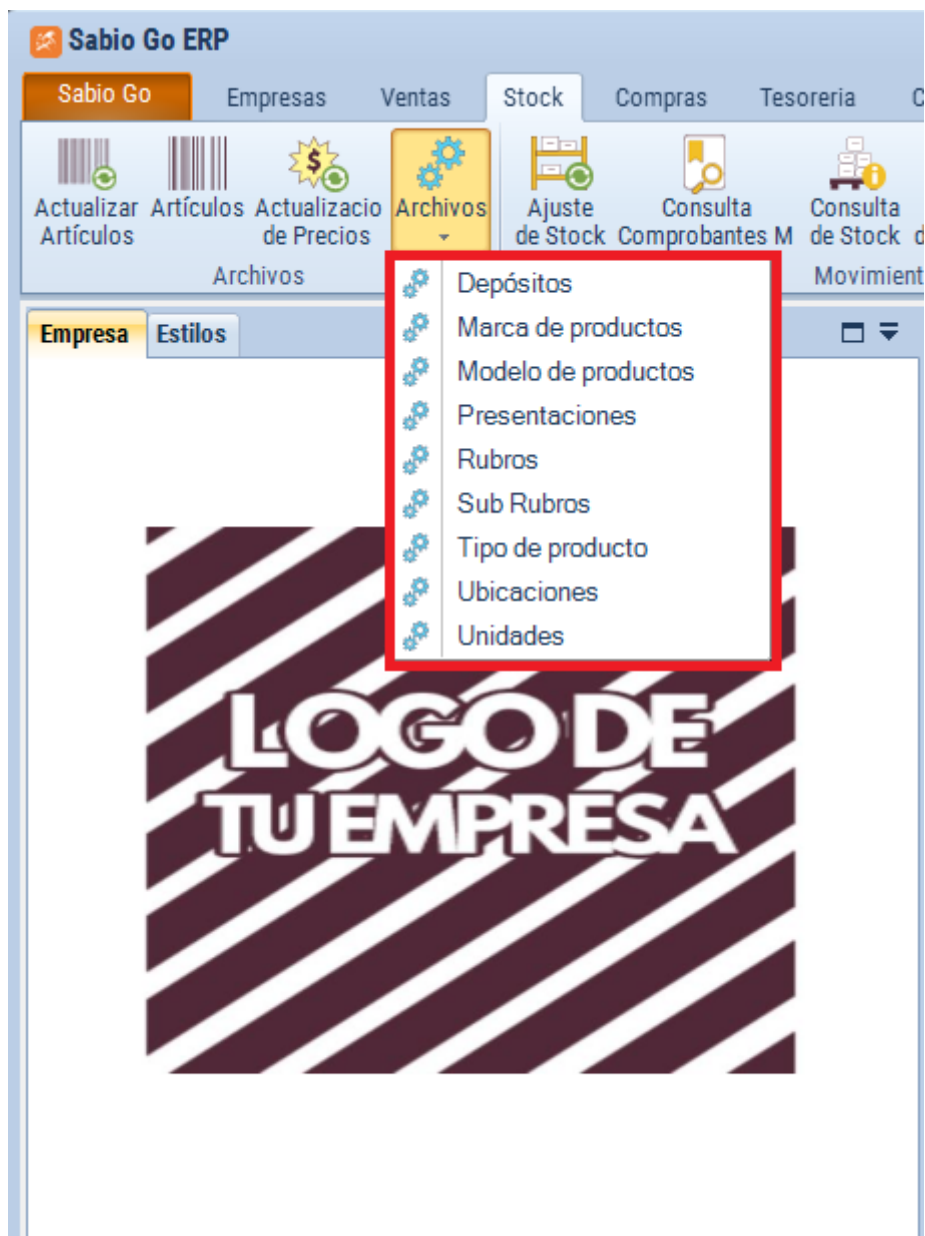 Sabio Go ERP
Sabio Go Empresas Ventas Stock Compras Tesoreria C
Actualizar Artículos Actualizacio Archivos Ajuste Consulta Consulta
Artículos de Precios de Stock Comprobantes M de Stock d
Archivos Movimient
Depósitos
Empresa Estilos
Marca de productos
Modelo de productos
Presentaciones
Rubros
Sub Rubros
Tipo de producto
Ubicaciones
Unidades
LOGO DE
TU EMPRESA